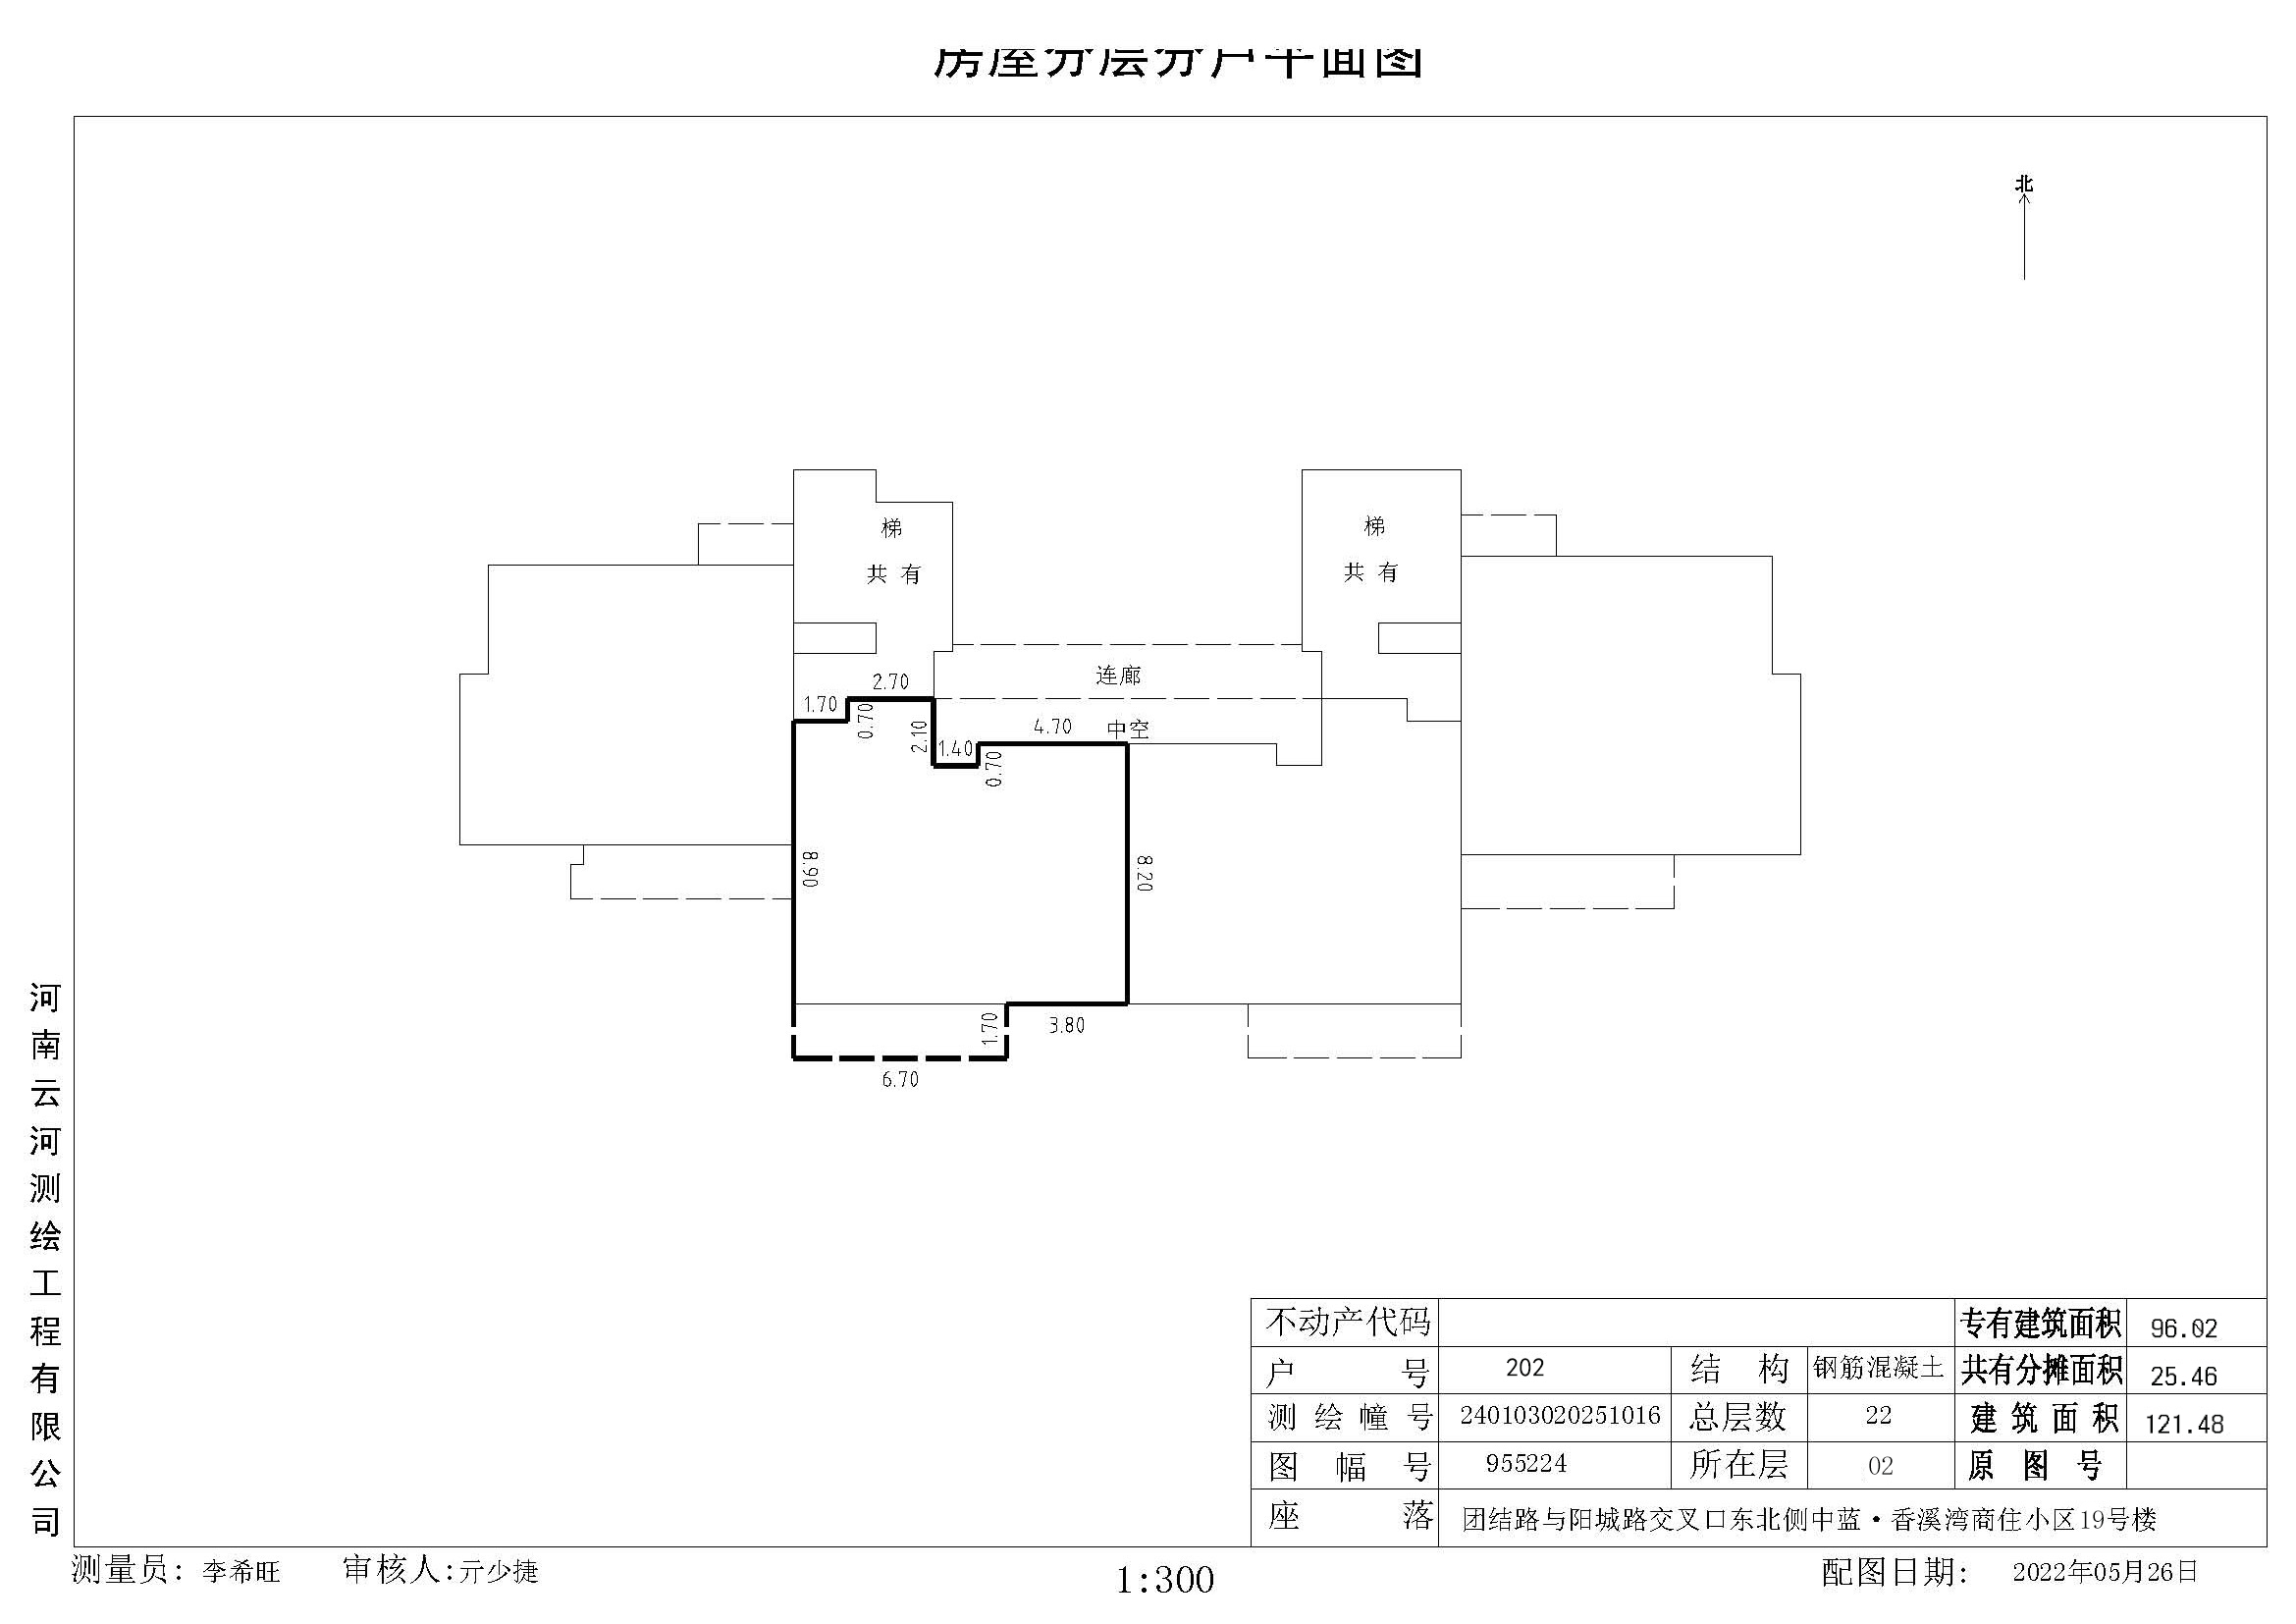 房屋分层分户平面图
北
梯
共有
梯
共有
连廊
中空
2.70
1.70
0.70
2.10
1.40
0.70
4.70
8.90
8.20
1.70
3.80
6.70
河南云河测绘工程有限公司
不动产代码 专有建筑面积 96.02
户号 202 结构 钢筋混凝土 共有分摊面积 25.46
测绘幢号 240103020251016 总层数 22 建筑面积 121.48
图幅号 955224 所在层 02 原图号
座落 团结路与阳城路交叉口东北侧中蓝·香溪湾商住小区19号楼
测量员: 李希旺 审核人:亓少捷 1:300 配图日期: 2022年05月26日